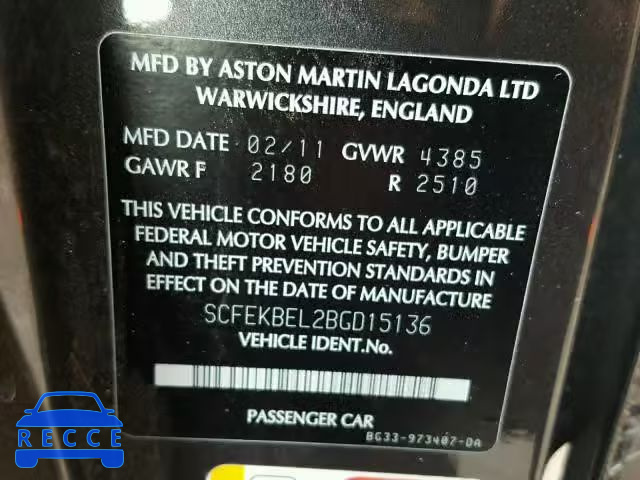 MFD BY ASTON MARTIN LAGONDA LTD
WARWICKSHIRE, ENGLAND
MFD DATE 02/11 GVWR 4385
GAWR F 2180 R 2510
THIS VEHICLE CONFORMS TO ALL APPLICABLE
FEDERAL MOTOR VEHICLE SAFETY, BUMPER
AND THEFT PREVENTION STANDARDS IN
EFFECT ON THE DATE OF MANUFACTURE
SCFEKBEL2BGD15136
VEHICLE IDENT.No.
PASSENGER CAR
BG33-973407-DA
RECCE